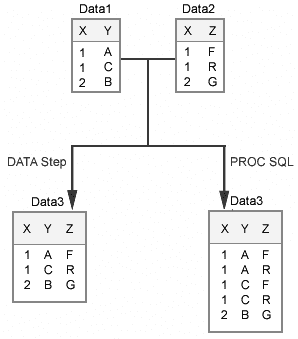 Data1 Data2
X Y X Z
1 A 1 F
1 C 1 R
2 B 2 G
DATA Step PROC SQL
Data3 Data3
X Y Z X Y Z
1 A F 1 A F
1 C R 1 A R
2 B G 1 C F
1 C R
2 B G